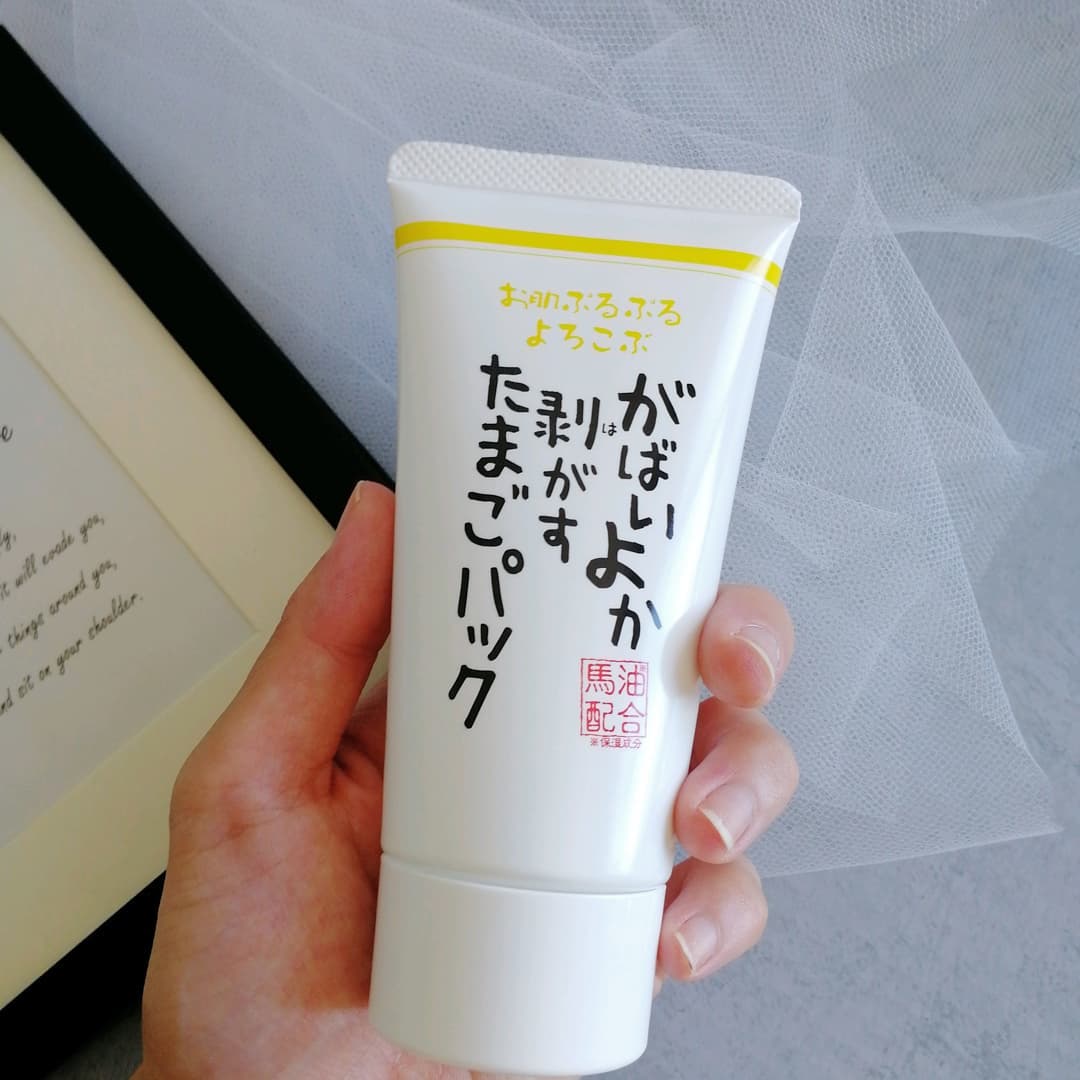 お肌ぷるぷる
よろこぶ
がばいよか
剥がす
は
たまごパック
馬油※
配合
※保湿成分
e
ly,
it will evade you,
things around you,
nd sit on your shoulder.